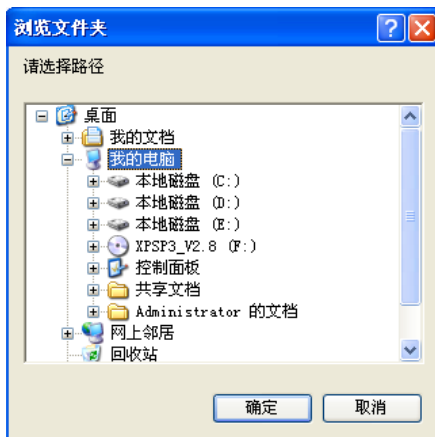 浏览文件夹
请选择路径
桌面
我的文档
我的电脑
本地磁盘 (C:)
本地磁盘 (D:)
本地磁盘 (E:)
XPSP3_V2.8 (F:)
控制面板
共享文档
Administrator 的文档
网上邻居
回收站
确定 取消